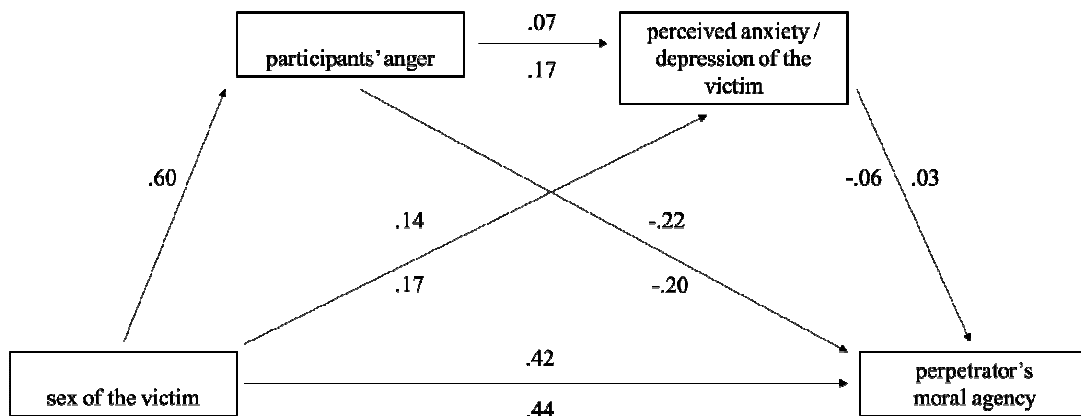 .07
perceived anxiety /
depression of the
victim
participants' anger
.17
.60
-.06
.03
.14
-.22
.17
-.20
.42
perpetrator's
moral agency
sex of the victim
.44